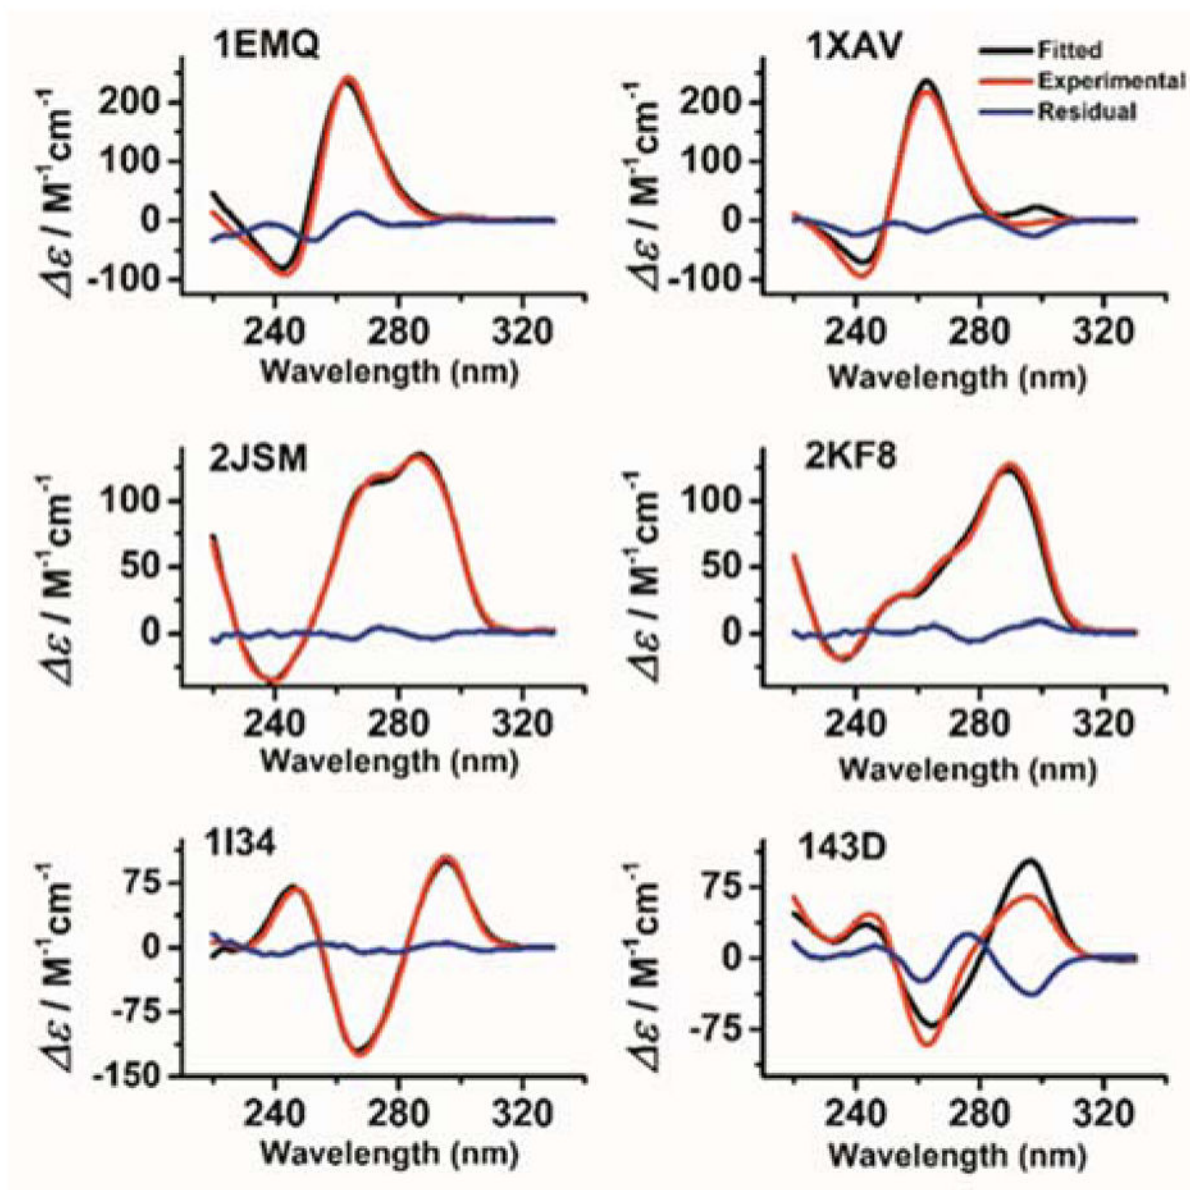 1EMQ
200
100
0
-100
Δε / M⁻¹cm⁻¹
240 280 320
Wavelength (nm)
1XAV
Fitted
Experimental
Residual
200
100
0
-100
Δε / M⁻¹cm⁻¹
240 280 320
Wavelength (nm)
2JSM
100
50
0
Δε / M⁻¹cm⁻¹
240 280 320
Wavelength (nm)
2KF8
100
50
0
Δε / M⁻¹cm⁻¹
240 280 320
Wavelength (nm)
1I34
75
0
-75
-150
Δε / M⁻¹cm⁻¹
240 280 320
Wavelength (nm)
143D
75
0
-75
Δε / M⁻¹cm⁻¹
240 280 320
Wavelength (nm)